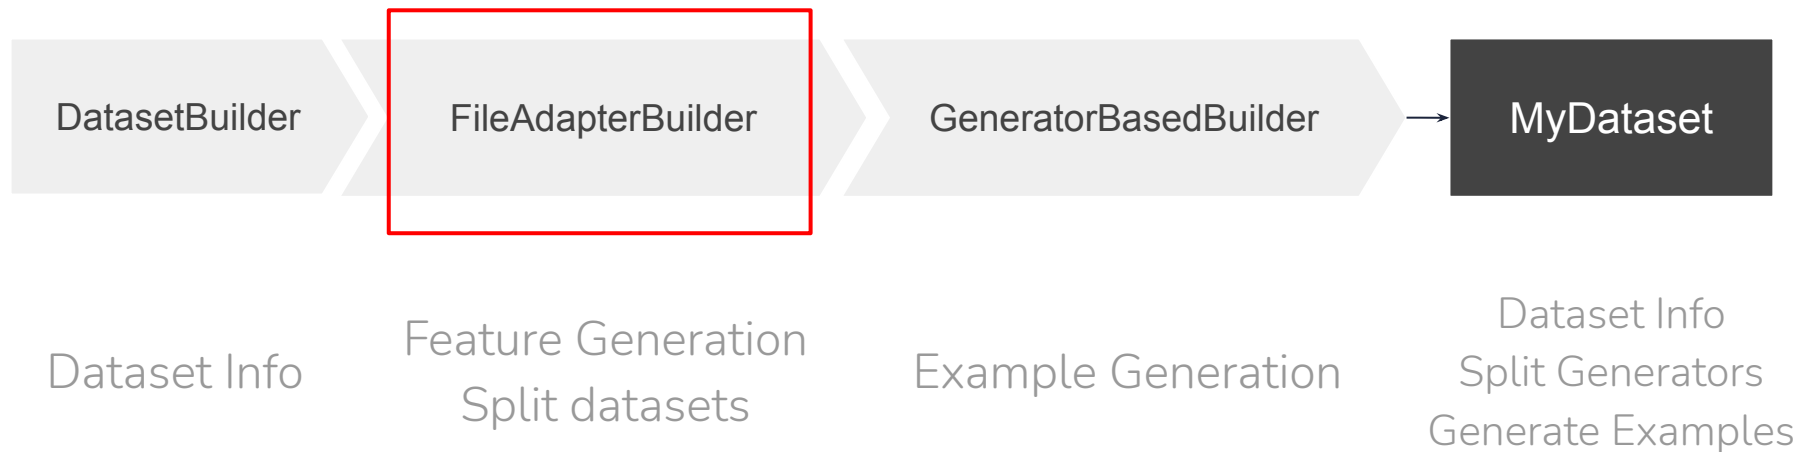 DatasetBuilder
FileAdapterBuilder
GeneratorBasedBuilder
MyDataset
Dataset Info
Feature Generation
Split datasets
Example Generation
Dataset Info
Split Generators
Generate Examples